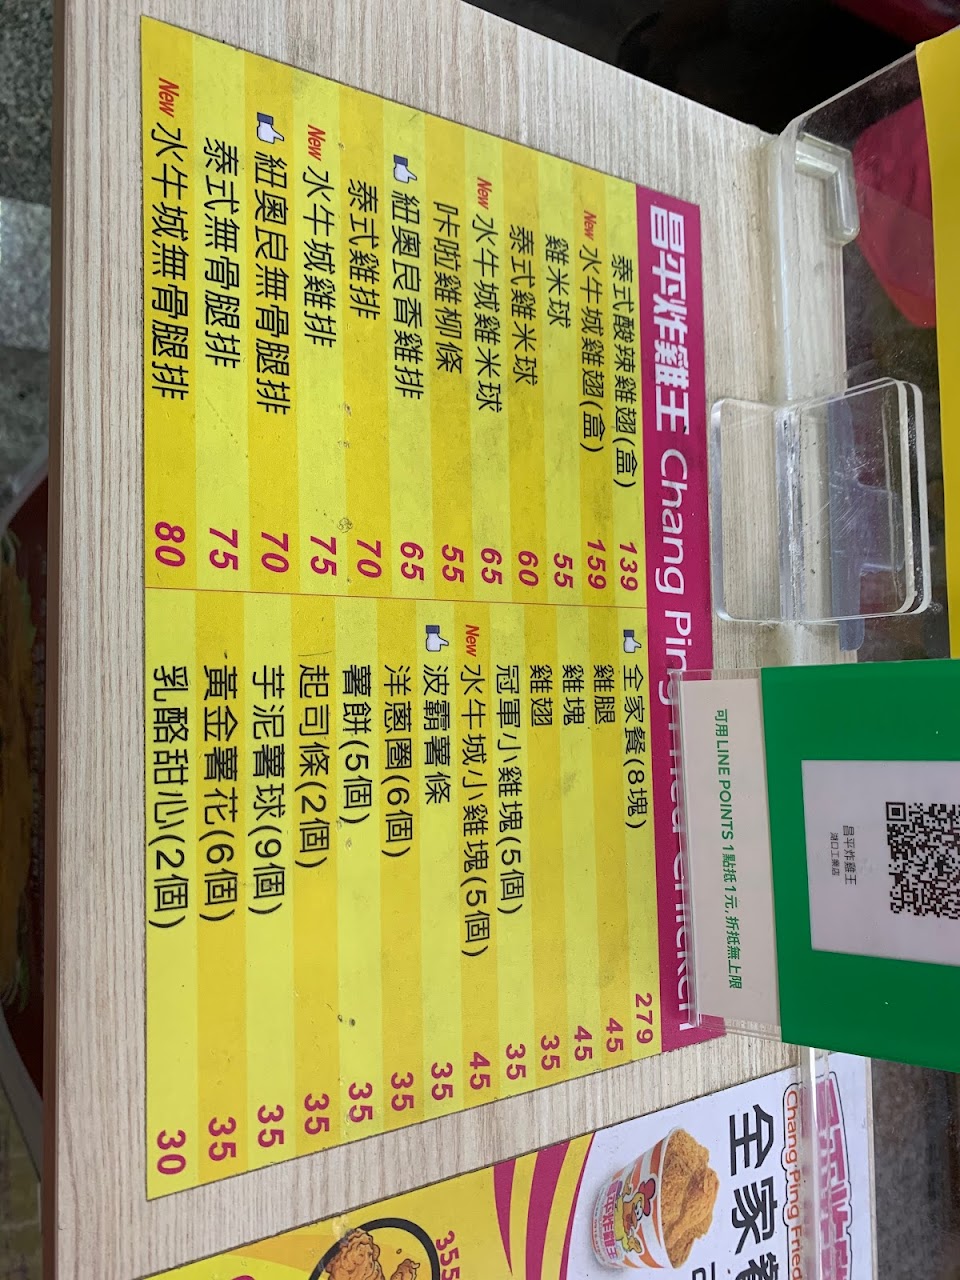 昌平炸雞王 Chang Ping Fried Chicken
泰式酸辣雞翅(盒) 139
New 水牛城雞翅(盒) 159
雞米球 55
泰式雞米球 60
New 水牛城雞米球 65
咔啦雞柳條 55
紐奧良香雞排 65
泰式雞排 70
New 水牛城雞排 75
紐奧良無骨腿排 70
泰式無骨腿排 75
New 水牛城無骨腿排 80
全家餐(8塊) 279
雞腿 45
雞塊 45
雞翅 35
冠軍小雞塊(5個) 35
New 水牛城小雞塊(5個) 45
波霸薯條 35
洋蔥圈(6個) 35
薯餅(5個) 35
起司條(2個) 35
芋泥薯球(9個) 35
黃金薯花(6個) 35
乳酪甜心(2個) 30
可用LINE POINTS 1點抵1元,折抵無上限
昌平炸雞王
湖口工業店
Chang Ping Fried
全家餐
355